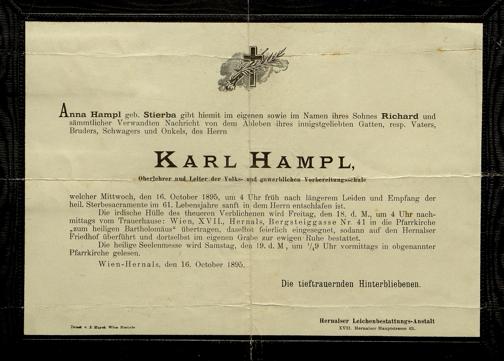 Anna Hampl geb. Stierba gibt hiemit im eigenen sowie im Namen ihres Sohnes Richard und
sämmtlicher Verwandten Nachricht von dem Ableben ihres innigstgeliebten Gatten, resp. Vaters,
Bruders, Schwagers und Onkels, des Herrn
KARL HAMPL,
Oberlehrer und Leiter der Volks- und gewerblichen Vorbereitungsschule
welcher Mittwoch, den 16. October 1895, um 4 Uhr früh nach längerem Leiden und Empfang der
heil. Sterbesacramente im 61. Lebensjahre sanft in dem Herrn entschlafen ist.
Die irdische Hülle des theueren Verblichenen wird Freitag, den 18. d. M., um 4 Uhr nach-
mittags vom Trauerhause: Wien, XVII., Hernals, Bergsteiggasse Nr. 41 in die Pfarrkirche
„zum heiligen Bartholomäus" übertragen, daselbst feierlich eingesegnet, sodann auf den Hernalser
Friedhof überführt und dortselbst im eigenen Grabe zur ewigen Ruhe bestattet.
Die heilige Seelenmesse wird Samstag, den 19. d. M., um 1/29 Uhr vormittags in obgenannter
Pfarrkirche gelesen.
Wien-Hernals, den 16. October 1895.
Die tieftrauernden Hinterbliebenen.
Hernalser Leichenbestattungs-Anstalt
XVII. Hernalser Hauptstrasse
Wien Hernals